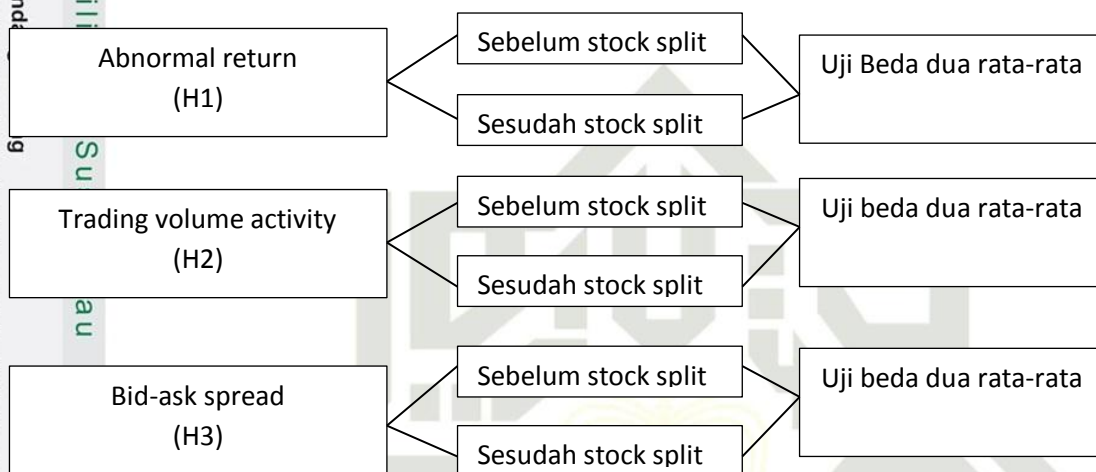 Abnormal return
(H1)
Sebelum stock split
Sesudah stock split
Uji Beda dua rata-rata
Trading volume activity
(H2)
Sebelum stock split
Sesudah stock split
Uji beda dua rata-rata
Bid-ask spread
(H3)
Sebelum stock split
Sesudah stock split
Uji beda dua rata-rata